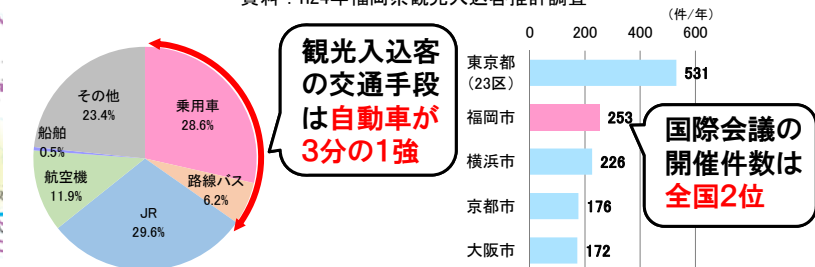 資料：H24年福岡県観光入込客推計調査
観光入込客
の交通手段
は自動車が
3分の1強
乗用車
28.6%
路線バス
6.2%
JR
29.6%
航空機
11.9%
船舶
0.5%
その他
23.4%
(件/年)
0 200 400 600
東京都
(23区)
531
福岡市
253
横浜市
226
京都市
176
大阪市
172
国際会議の
開催件数は
全国2位